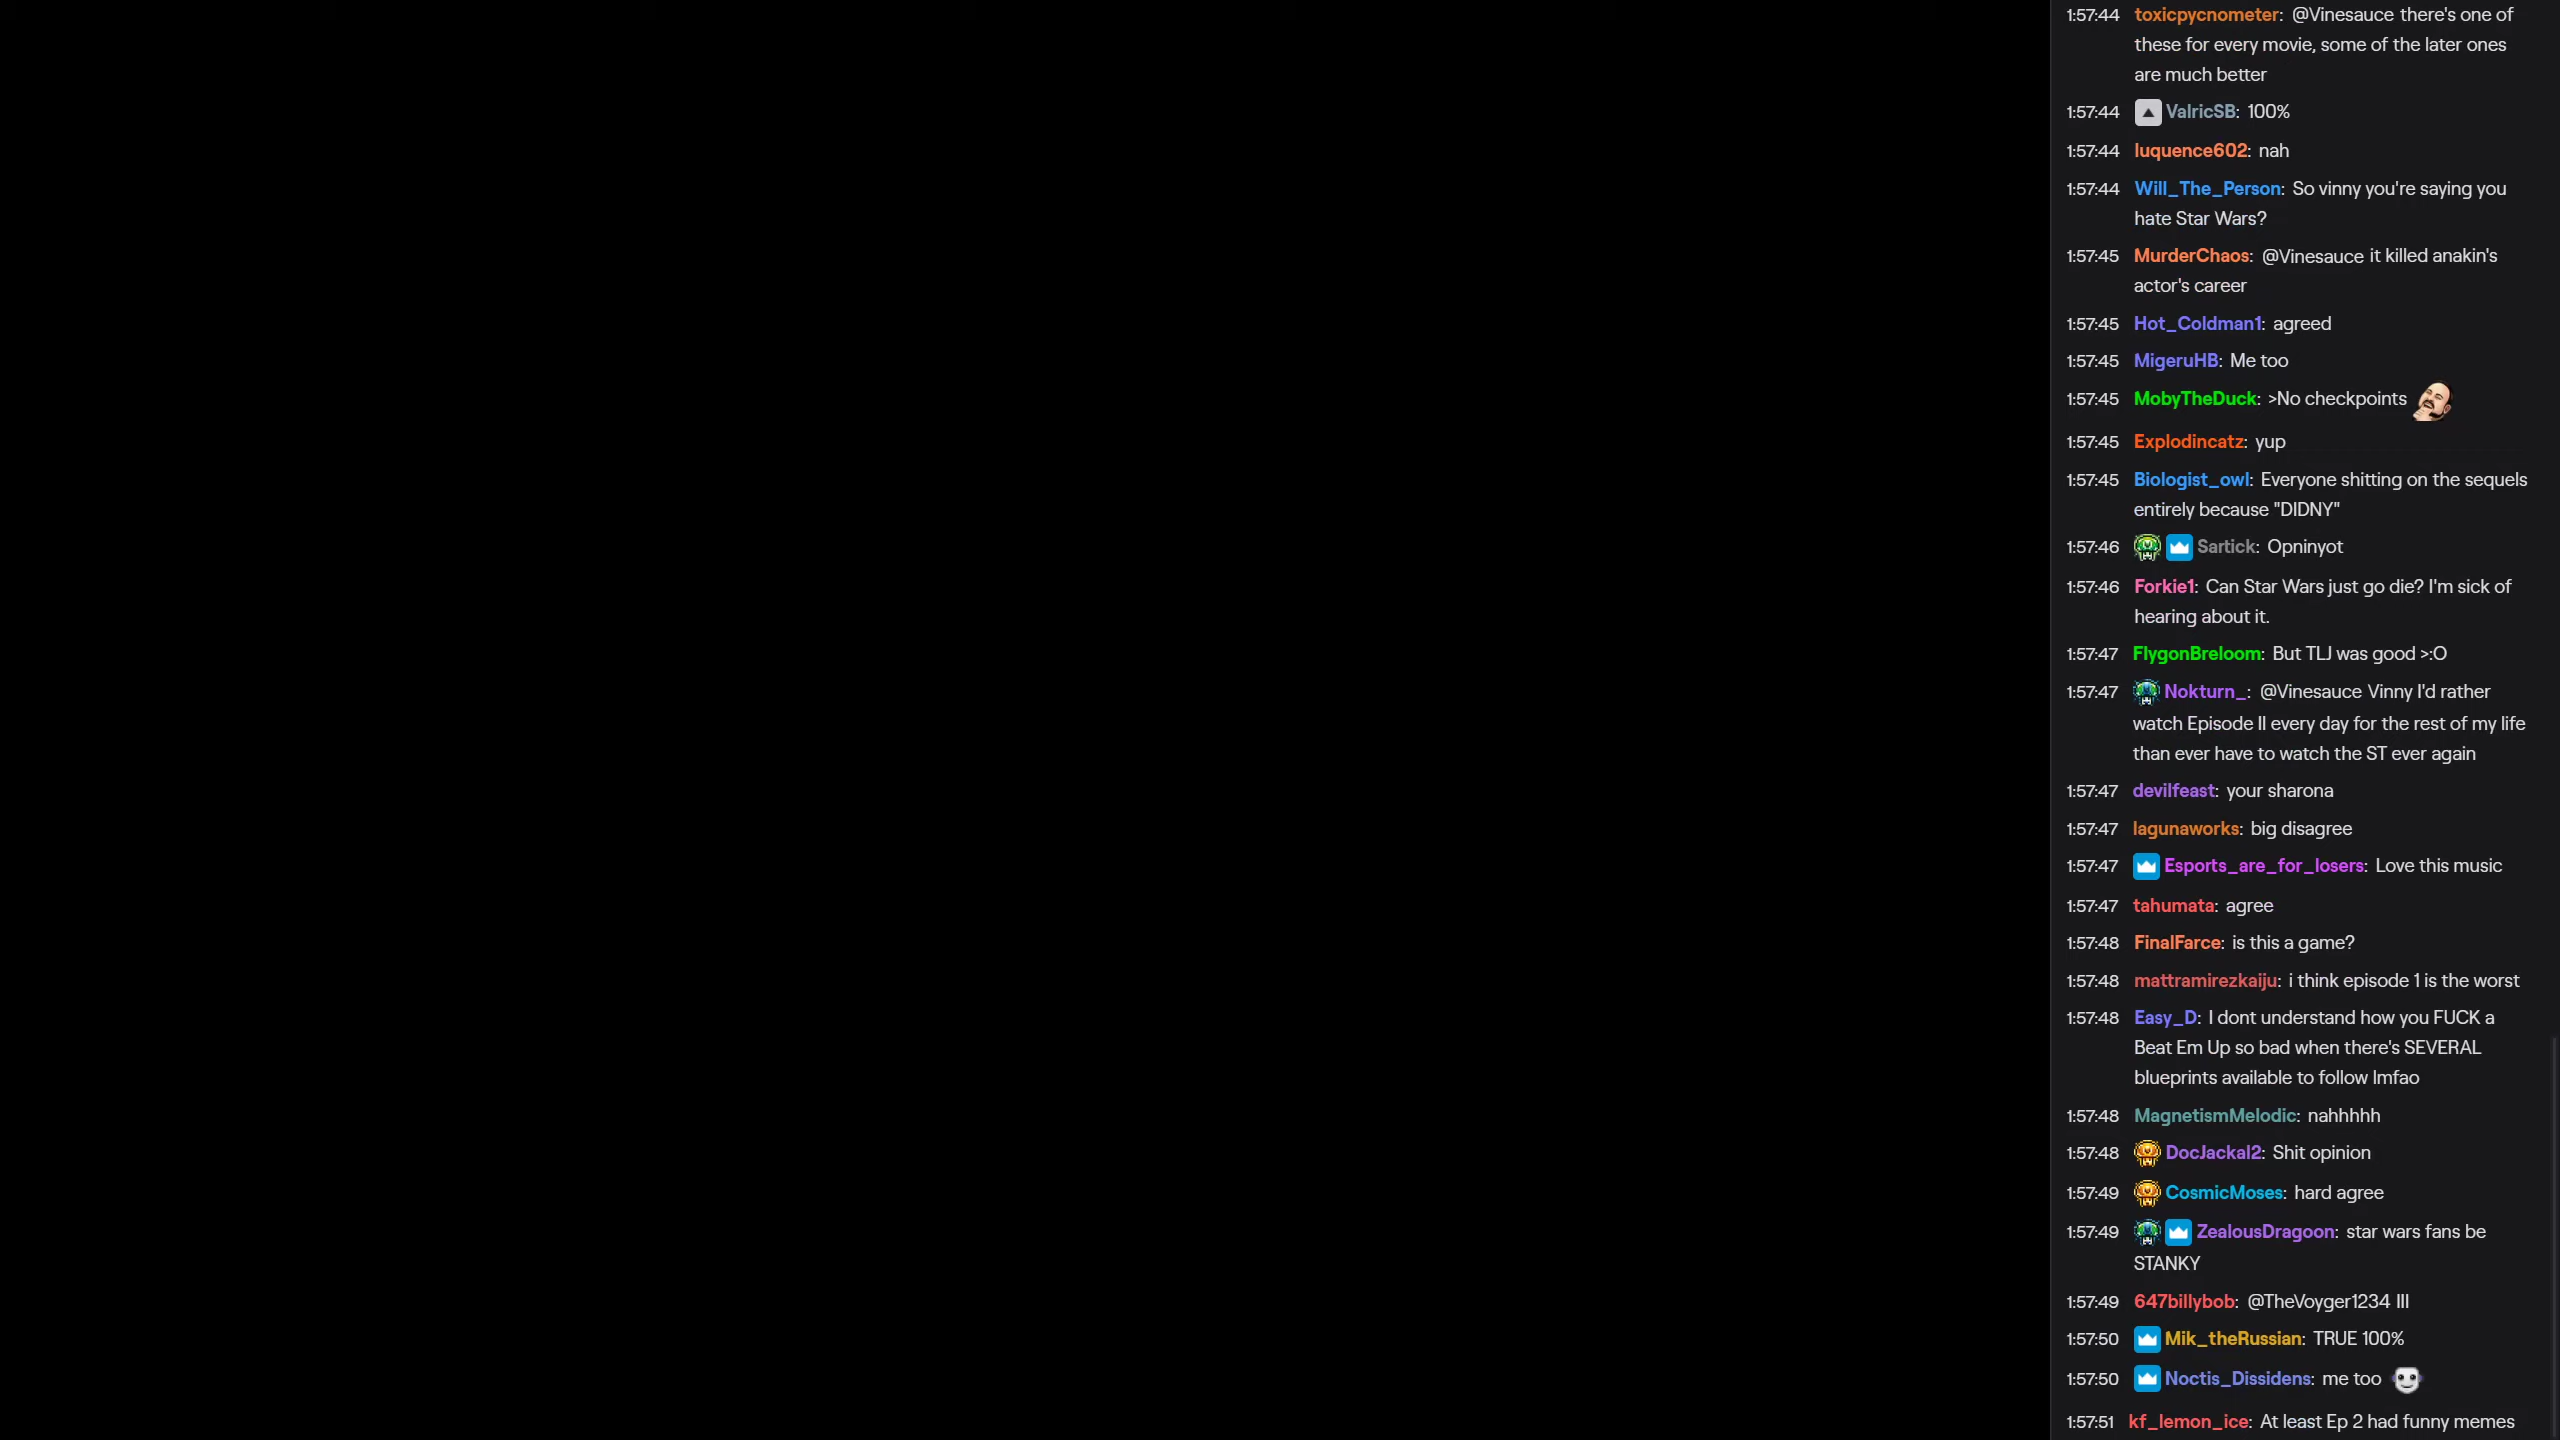 1:57:44 toxicpycnometer: @Vinesauce there's one of
these for every movie, some of the later ones
are much better
1:57:44 ValricSB: 100%
1:57:44 luquence602: nah
1:57:44 Will_The_Person: So vinny you're saying you
hate Star Wars?
1:57:45 MurderChaos: @Vinesauce it killed anakin's
actor's career
1:57:45 Hot_Coldman1: agreed
1:57:45 MigeruHB: Me too
1:57:45 MobyTheDuck: >No checkpoints
1:57:45 Explodincatz: yup
1:57:45 Biologist_owl: Everyone shitting on the sequels
entirely because "DIDNY"
1:57:46 Sartick: Opninyot
1:57:46 Forkie1: Can Star Wars just go die? I'm sick of
hearing about it.
1:57:47 FlygonBreloom: But TLJ was good >:O
1:57:47 Nokturn_: @Vinesauce Vinny I'd rather
watch Episode II every day for the rest of my life
than ever have to watch the ST ever again
1:57:47 devilfeast: your sharona
1:57:47 lagunaworks: big disagree
1:57:47 Esports_are_for_losers: Love this music
1:57:47 tahumata: agree
1:57:48 FinalFarce: is this a game?
1:57:48 mattramirezkaiju: i think episode 1 is the worst
1:57:48 Easy_D: I dont understand how you FUCK a
Beat Em Up so bad when there's SEVERAL
blueprints available to follow lmfao
1:57:48 MagnetismMelodic: nahhhhh
1:57:48 DocJackal2: Shit opinion
1:57:49 CosmicMoses: hard agree
1:57:49 ZealousDragoon: star wars fans be
STANKY
1:57:49 647billybob: @TheVoyger1234 III
1:57:50 Mik_theRussian: TRUE 100%
1:57:50 Noctis_Dissidens: me too
1:57:51 kf_lemon_ice: At least Ep 2 had funny memes